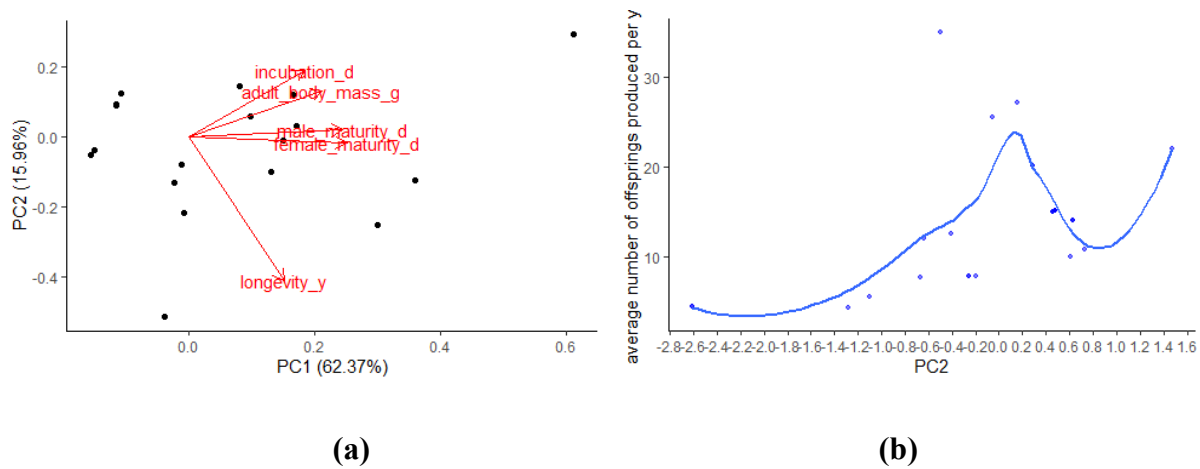 0.2
0.0
-0.2
-0.4
PC2 (15.96%)
incubation_d
adult_body_mass_g
male_maturity_d
female_maturity_d
longevity_y
0.0 0.2 0.4 0.6
PC1 (62.37%)
(a)
average number of offsprings produced per y
30
20
10
-2.8-2.6-2.4-2.2-2.0-1.8-1.6-1.4-1.2-1.0-0.8-0.6-0.4-0.20.0 0.2 0.4 0.6 0.8 1.0 1.2 1.4 1.6
PC2
(b)